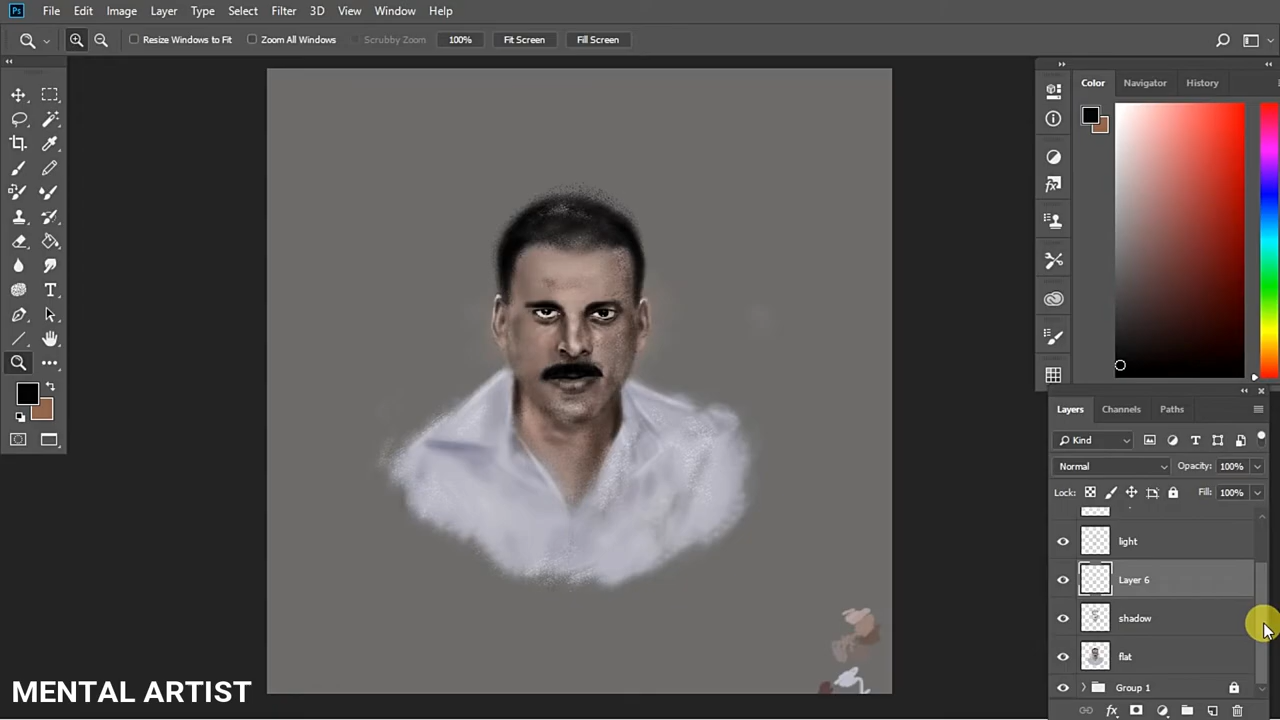 Ps File Edit Image Layer Type Select Filter 3D View Window Help
Resize Windows to Fit Zoom All Windows Scrubby Zoom 100% Fit Screen Fill Screen
Color Navigator History
Layers Channels Paths
Kind
Normal Opacity: 100%
Lock: Fill: 100%
light
Layer 6
shadow
flat
Group 1
fx
MENTAL ARTIST